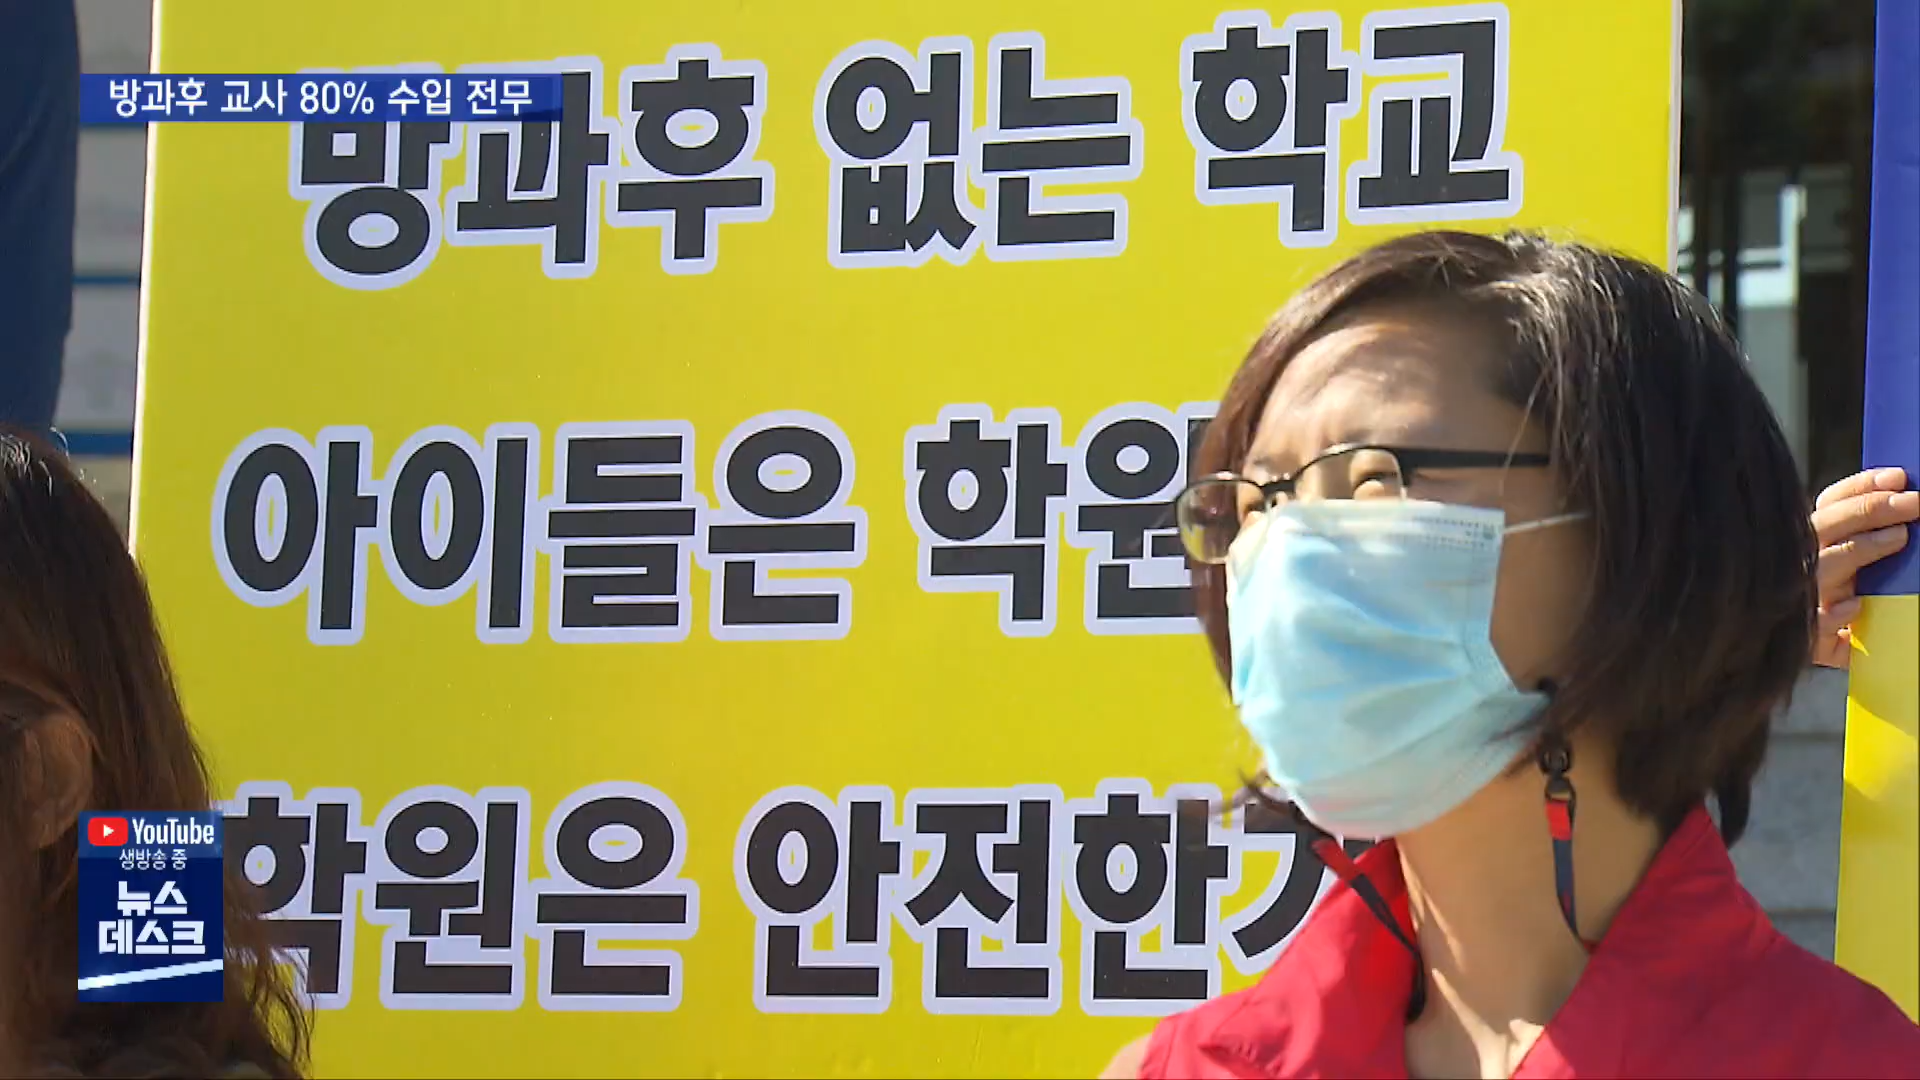 방과후 교사 80% 수입 전무
방과후 없는 학교
아이들은 학원
학원은 안전한
YouTube
생방송 중
뉴스
데스크